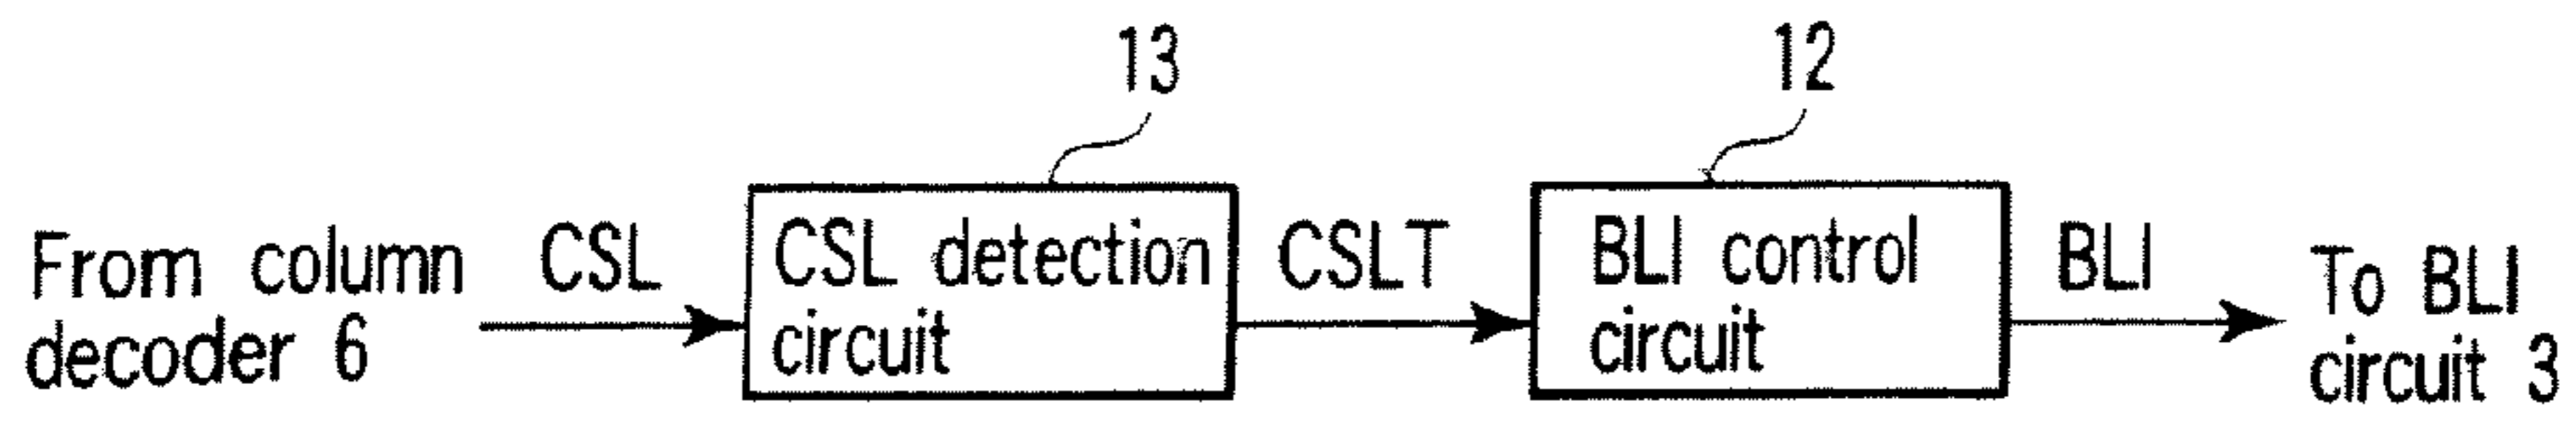 13
12
From column
decoder 6
CSL
CSL detection
circuit
CSLT
BLI control
circuit
BLI
To BLI
circuit 3